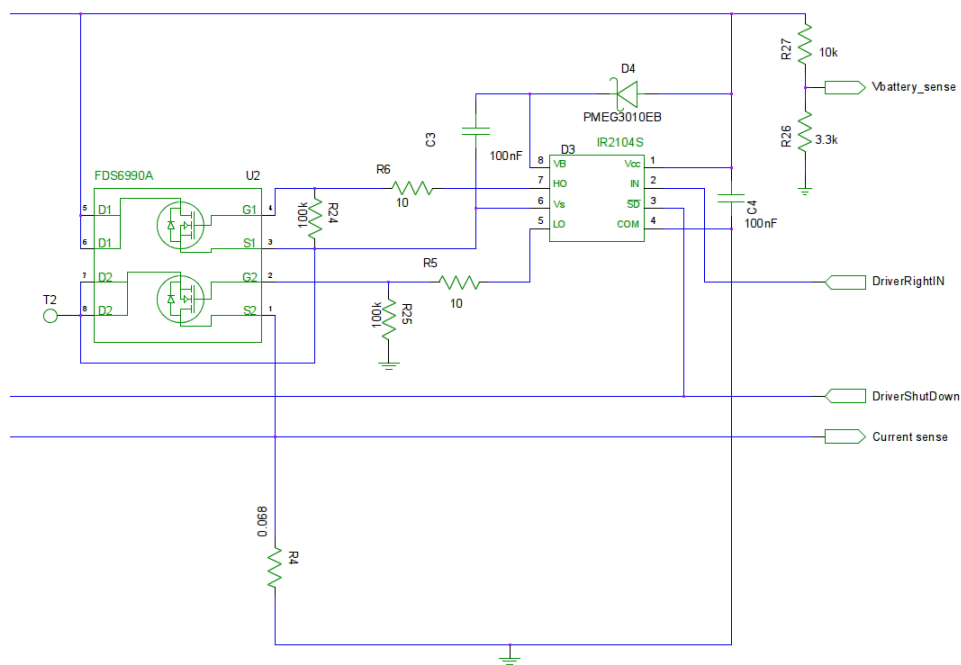 R27
10k
Vbattery_sense
R26
3.3k
D4
PMEG3010EB
C3
100nF
D3
IR2104S
8 VB
7 HO
6 Vs
5 LO
Vcc 1
IN 2
SD 3
COM 4
C4
100nF
FDS6990A
U2
5 D1
6 D1
7 D2
8 D2
G1 4
S1 3
G2 2
S2 1
R6
10
R24
100k
R5
10
R25
100k
T2
DriverRightIN
DriverShutDown
Current sense
0.068
R4